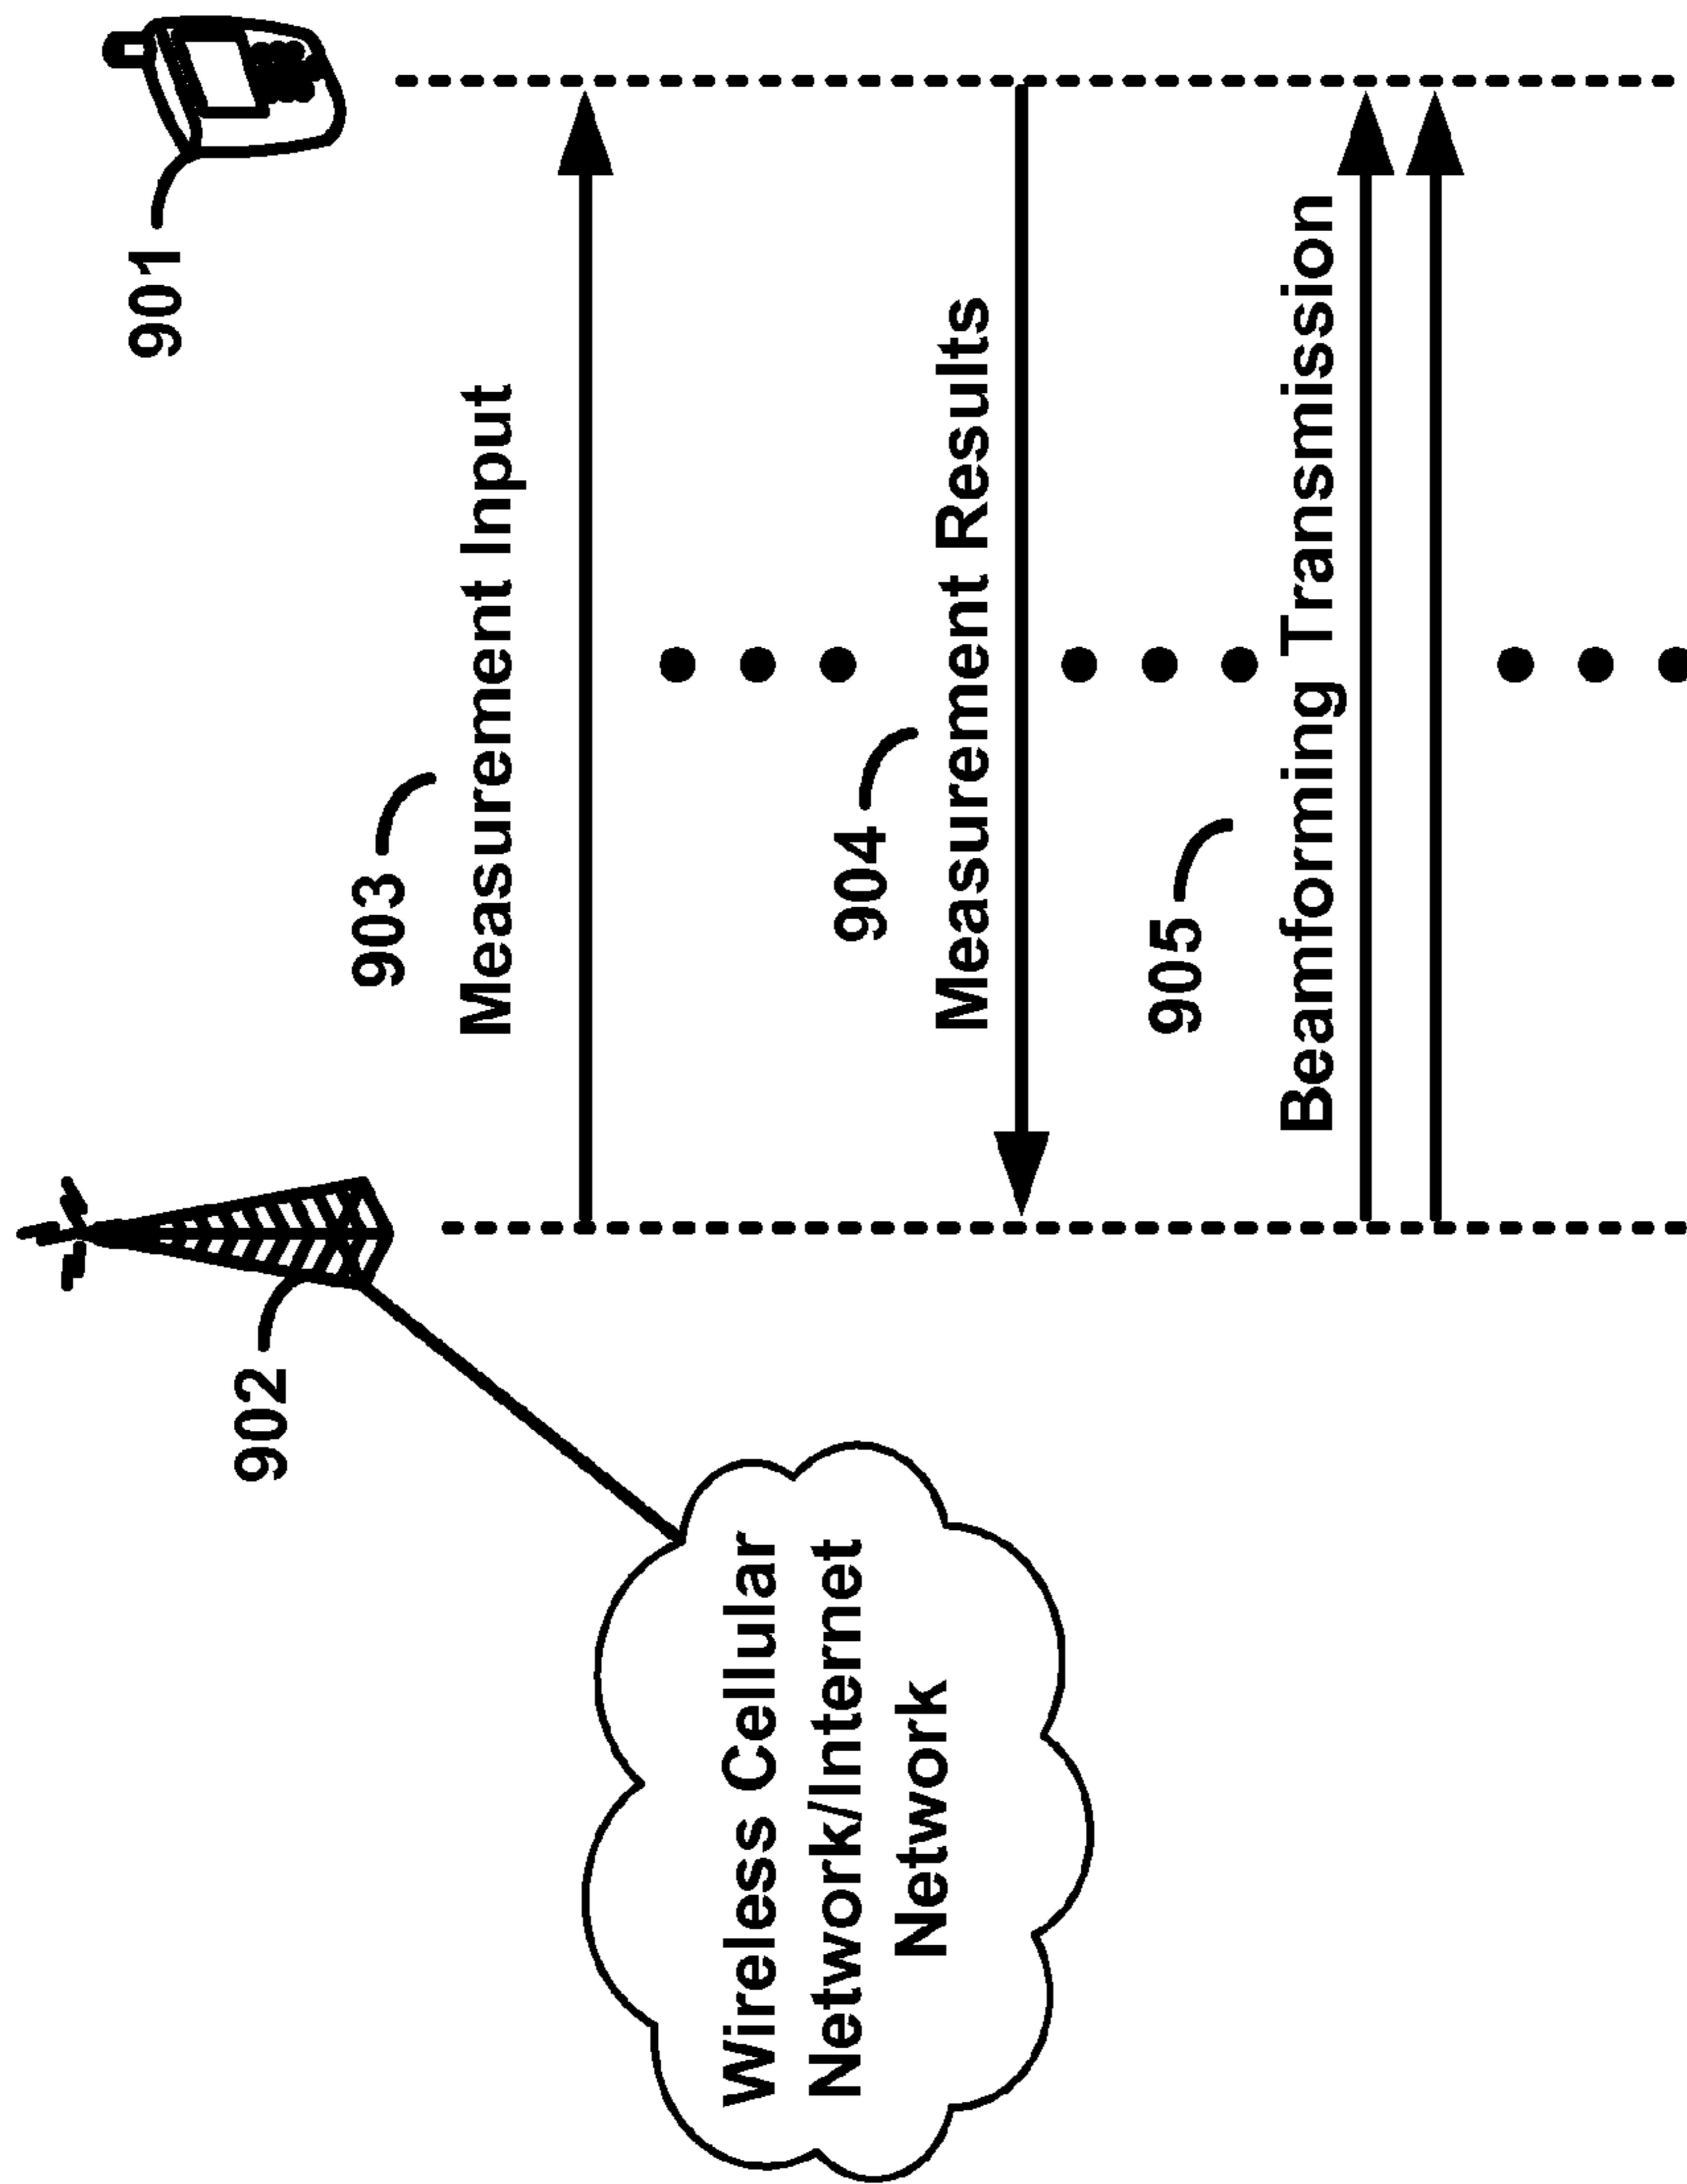 901
902
903
Measurement Input
Wireless Cellular
Network/Internet
Network
904
Measurement Results
905
Beamforming Transmission